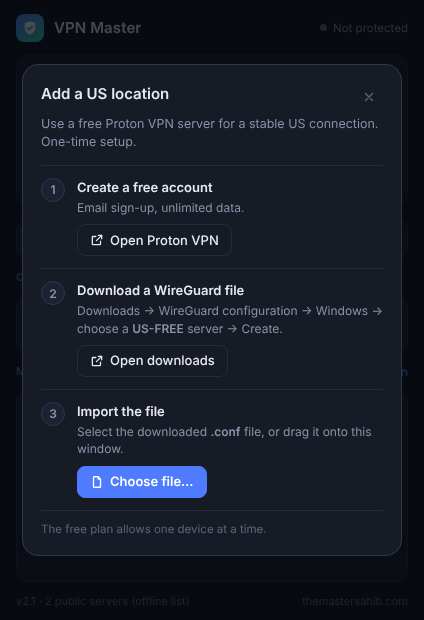 VPN Master
Not protected
Add a US location
Use a free Proton VPN server for a stable US connection.
One-time setup.
1
Create a free account
Email sign-up, unlimited data.
Open Proton VPN
2
Download a WireGuard file
Downloads → WireGuard configuration → Windows →
choose a US-FREE server → Create.
Open downloads
3
Import the file
Select the downloaded .conf file, or drag it onto this
window.
Choose file...
The free plan allows one device at a time.
v2.1 · 2 public servers (offline list)
themastersahib.com